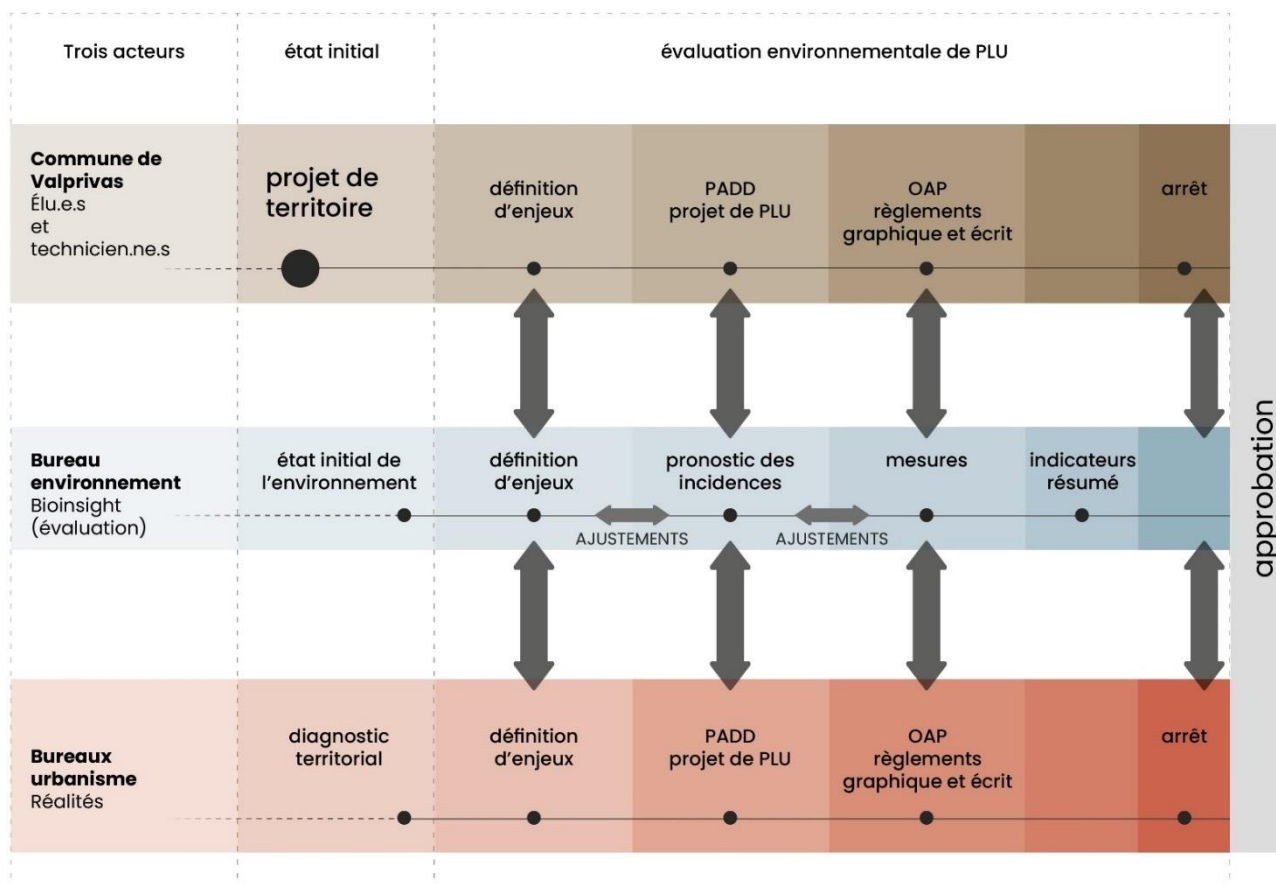 Trois acteurs
état initial
évaluation environnementale de PLU
Commune de
Valprivas
Élu.e.s
et
technicien.ne.s
projet de
territoire
définition
d'enjeux
PADD
projet de PLU
OAP
règlements
graphique et écrit
arrêt
Bureau
environnement
Bioinsight
(évaluation)
état initial de
l'environnement
définition
d'enjeux
pronostic des
incidences
mesures
indicateurs
résumé
AJUSTEMENTS
AJUSTEMENTS
Bureaux
urbanisme
Réalités
diagnostic
territorial
définition
d'enjeux
PADD
projet de PLU
OAP
règlements
graphique et écrit
arrêt
approbation